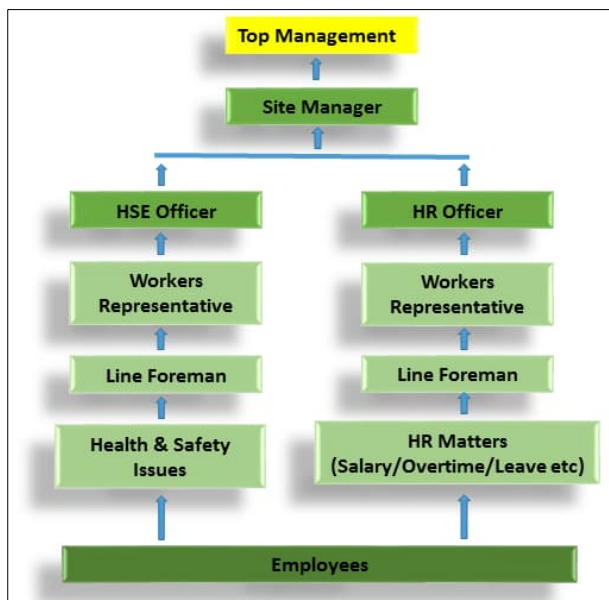 Top Management
Site Manager
HSE Officer
HR Officer
Workers
Representative
Workers
Representative
Line Foreman
Line Foreman
Health & Safety
Issues
HR Matters
(Salary/Overtime/Leave etc)
Employees